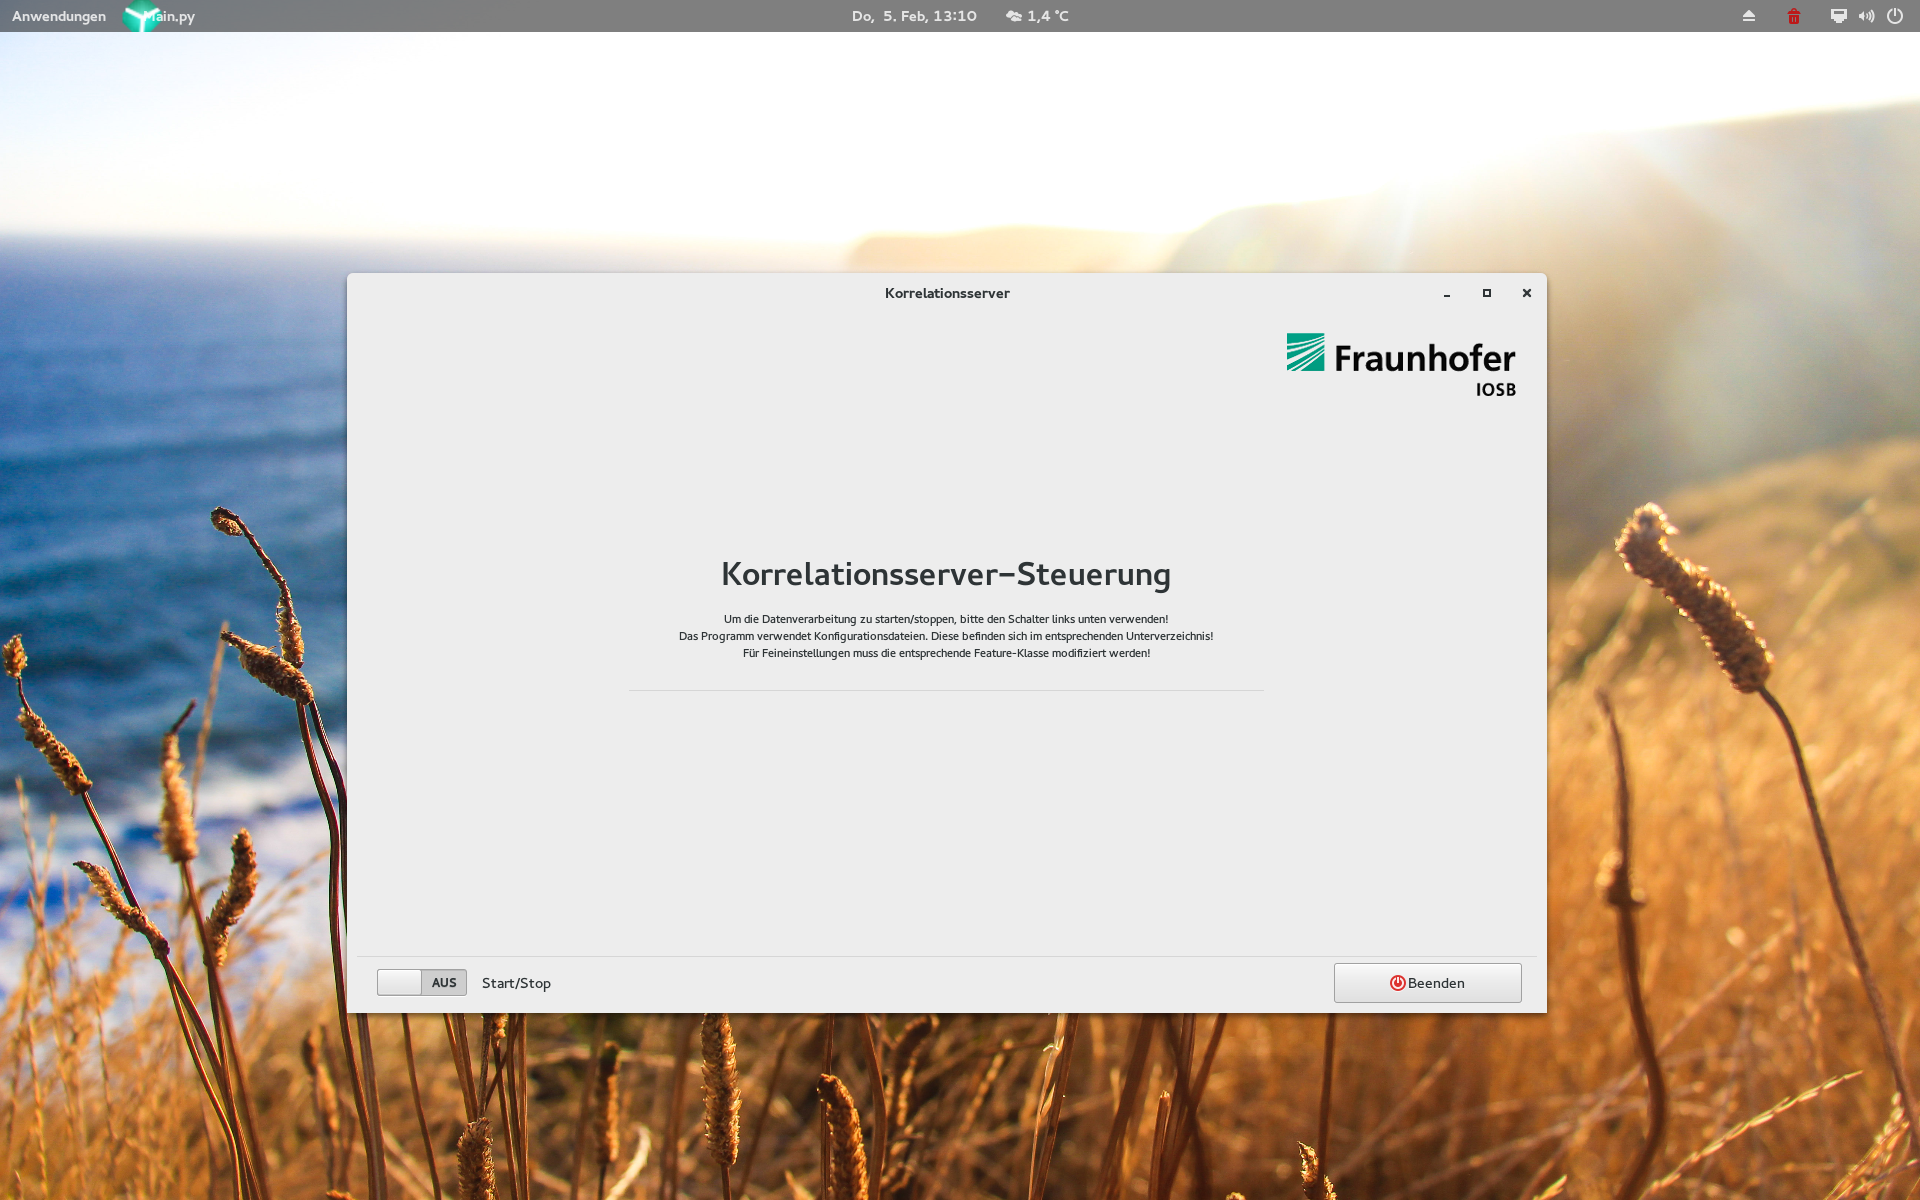 Anwendungen Main.py Do, 5. Feb, 13:10 1,4 °C
Korrelationsserver
Fraunhofer
IOSB
Korrelationsserver-Steuerung
Um die Datenverarbeitung zu starten/stoppen, bitte den Schalter links unten verwenden!
Das Programm verwendet Konfigurationsdateien. Diese befinden sich im entsprechenden Unterverzeichnis!
Für Feineinstellungen muss die entsprechende Feature-Klasse modifiziert werden!
AUS Start/Stop Beenden